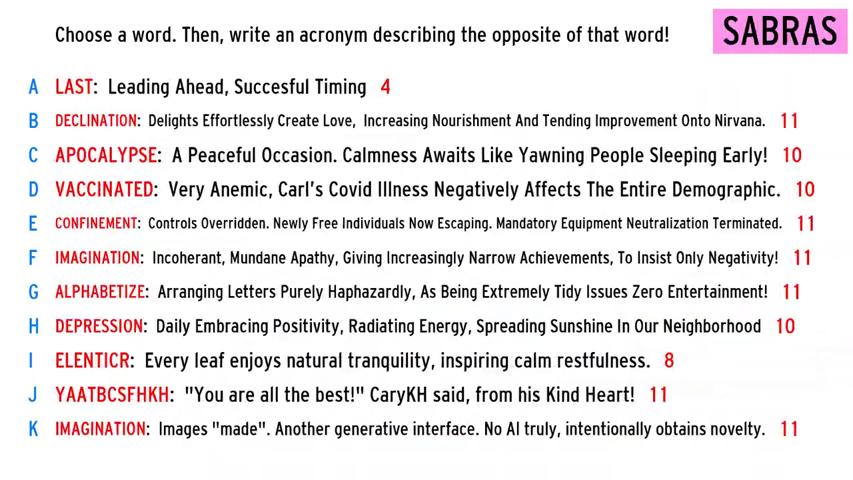 Choose a word. Then, write an acronym describing the opposite of that word!
SABRAS
A LAST: Leading Ahead, Succesful Timing 4
B DECLINATION: Delights Effortlessly Create Love, Increasing Nourishment And Tending Improvement Onto Nirvana. 11
C APOCALYPSE: A Peaceful Occasion. Calmness Awaits Like Yawning People Sleeping Early! 10
D VACCINATED: Very Anemic, Carl's Covid Illness Negatively Affects The Entire Demographic. 10
E CONFINEMENT: Controls Overridden. Newly Free Individuals Now Escaping. Mandatory Equipment Neutralization Terminated. 11
F IMAGINATION: Incoherant, Mundane Apathy, Giving Increasingly Narrow Achievements, To Insist Only Negativity! 11
G ALPHABETIZE: Arranging Letters Purely Haphazardly, As Being Extremely Tidy Issues Zero Entertainment! 11
H DEPRESSION: Daily Embracing Positivity, Radiating Energy, Spreading Sunshine In Our Neighborhood 10
I ELENTICR: Every leaf enjoys natural tranquility, inspiring calm restfulness. 8
J YAATBCSFHKH: "You are all the best!" CaryKH said, from his Kind Heart! 11
K IMAGINATION: Images "made". Another generative interface. No AI truly, intentionally obtains novelty. 11